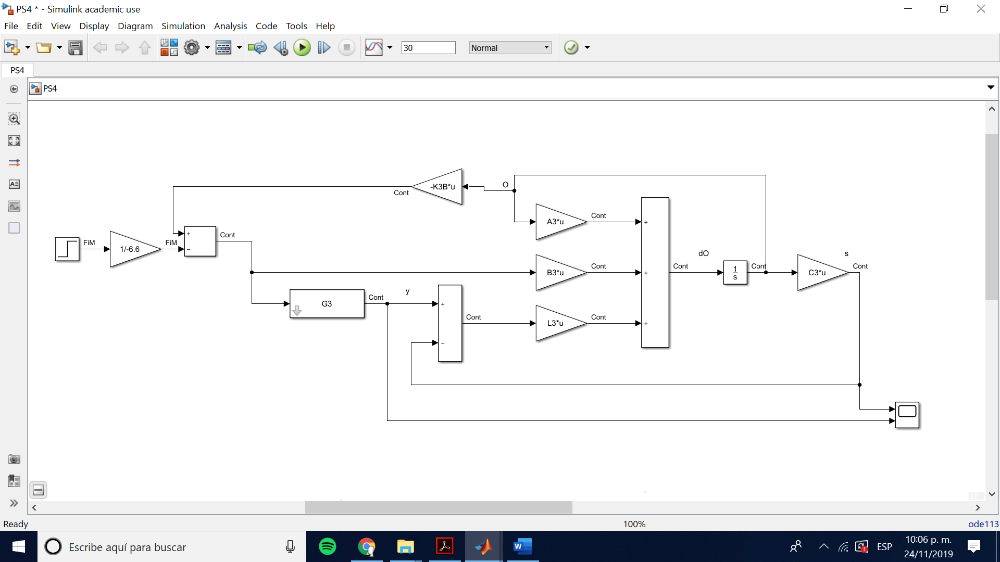 PS4 * - Simulink academic use
File Edit View Display Diagram Simulation Analysis Code Tools Help
30 Normal
PS4
PS4
-K3B*u
O
Cont
A3*u
Cont
+
FiM
1/-6.6
FiM
+
−
Cont
B3*u
Cont
+
dO
Cont
1
s
Cont
C3*u
s
Cont
G3
Cont
y
+
−
Cont
L3*u
Cont
+
Ready 100% ode113
Escribe aquí para buscar
ESP
10:06 p. m.
24/11/2019